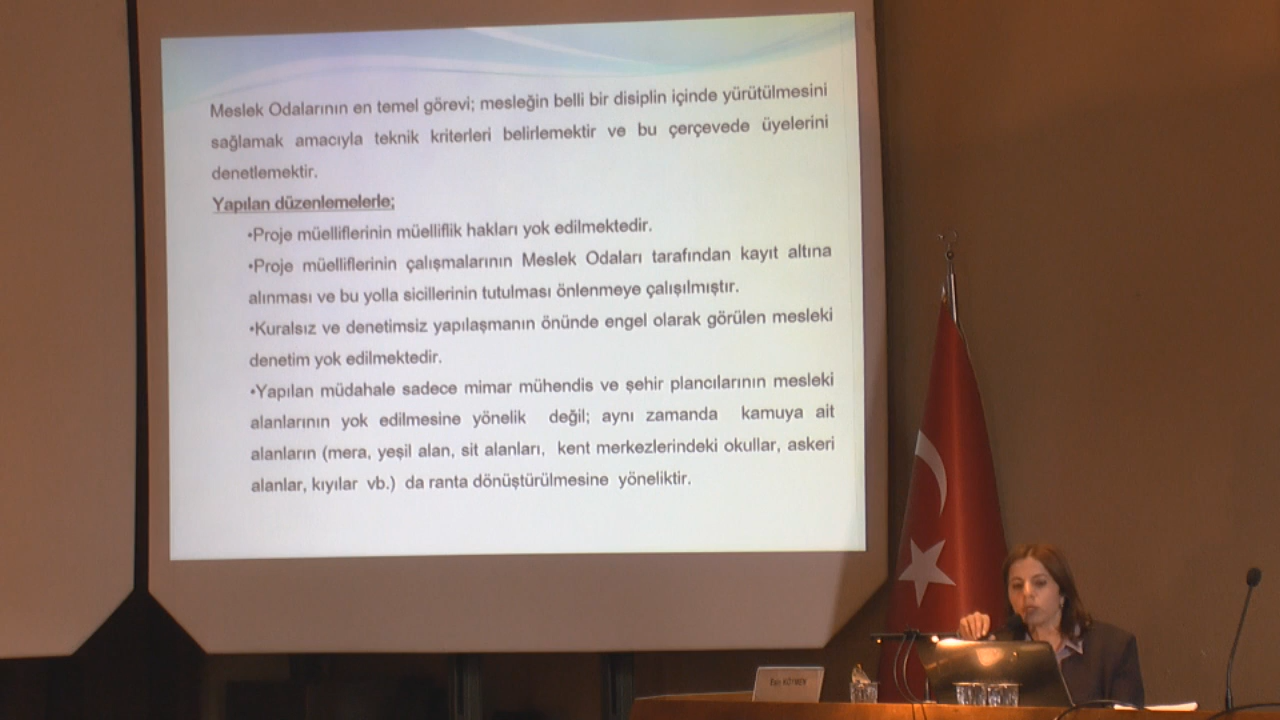 Meslek Odalarının en temel görevi; mesleğin belli bir disiplin içinde yürütülmesini
sağlamak amacıyla teknik kriterleri belirlemektir ve bu çerçevede üyelerini
denetlemektir.
Yapılan düzenlemelerle;
•Proje müelliflerinin müelliflik hakları yok edilmektedir.
•Proje müelliflerinin çalışmalarının Meslek Odaları tarafından kayıt altına
alınması ve bu yolla sicillerinin tutulması önlenmeye çalışılmıştır.
•Kuralsız ve denetimsiz yapılaşmanın önünde engel olarak görülen mesleki
denetim yok edilmektedir.
•Yapılan müdahale sadece mimar mühendis ve şehir plancılarının mesleki
alanlarının yok edilmesine yönelik değil; aynı zamanda kamuya ait
alanların (mera, yeşil alan, sit alanları, kent merkezlerindeki okullar, askeri
alanlar, kıyılar vb.) da ranta dönüştürülmesine yöneliktir.